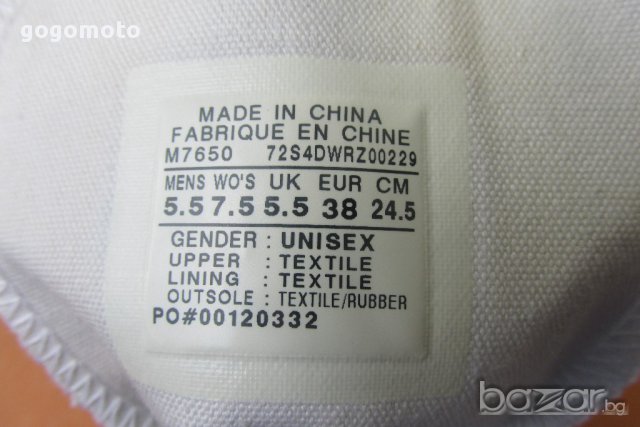 gogomoto
MADE IN CHINA
FABRIQUE EN CHINE
M7650 72S4DWRZ00229
MENS WO'S UK EUR CM
5.5 7.5 5.5 38 24.5
GENDER : UNISEX
UPPER : TEXTILE
LINING : TEXTILE
OUTSOLE : TEXTILE/RUBBER
PO#00120332
bazar.bg